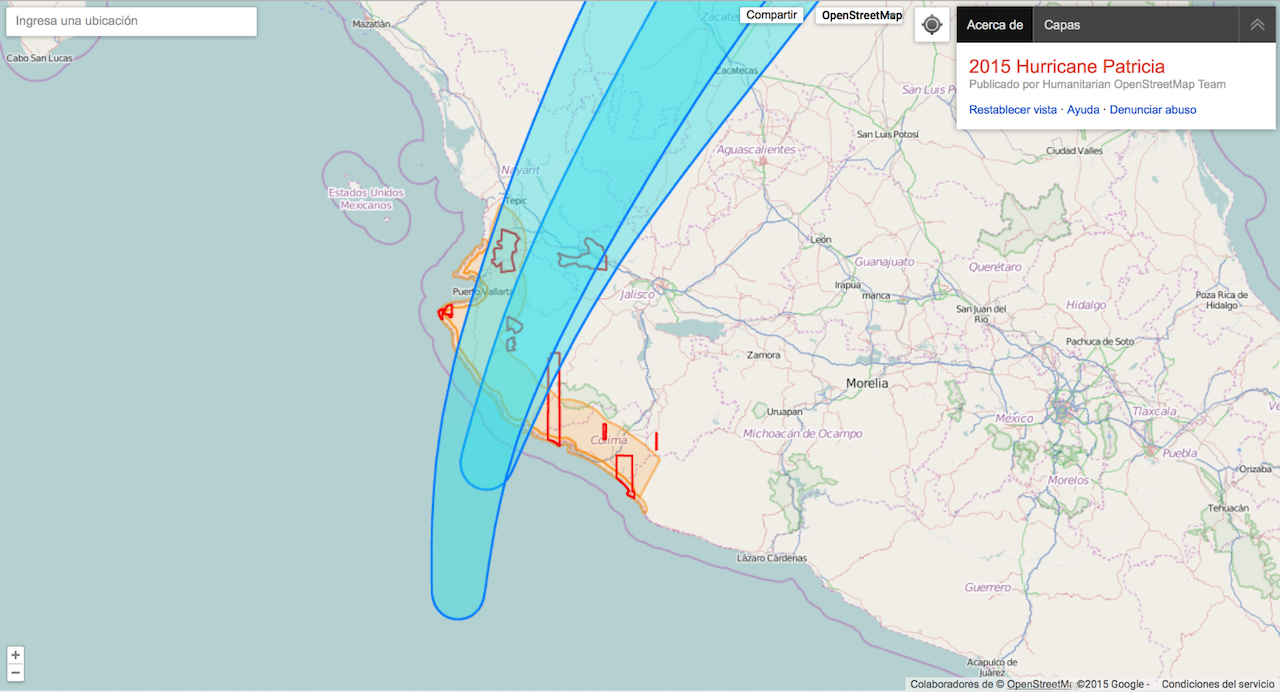 Ingresa una ubicación
Compartir
OpenStreetMap
Acerca de
Capas
2015 Hurricane Patricia
Publicado por Humanitarian OpenStreetMap Team
Restablecer vista · Ayuda · Denunciar abuso
Mazatlán
Cabo San Lucas
Zacatecas
Zacatecas
San Luis
San Luis Potosí
Ciudad Valles
Aguascalientes
Nayarit
Tepic
Estados Unidos
Mexicanos
León
Guanajuato
Querétaro
Puerto Vallarta
Jalisco
Irapua
manca
San Juan del
Río
Hidalgo
Poza Rica de
Hidalgo
Pachuca de Soto
Zamora
Morelia
Uruapan
Michoacán de Ocampo
México
Tlaxcala
Colima
Puebla
Orizaba
Morelos
Tehuacán
Lázaro Cárdenas
Guerrero
Acapulco de
Juárez
+
−
Colaboradores de © OpenStreetM ©2015 Google - Condiciones del servicio